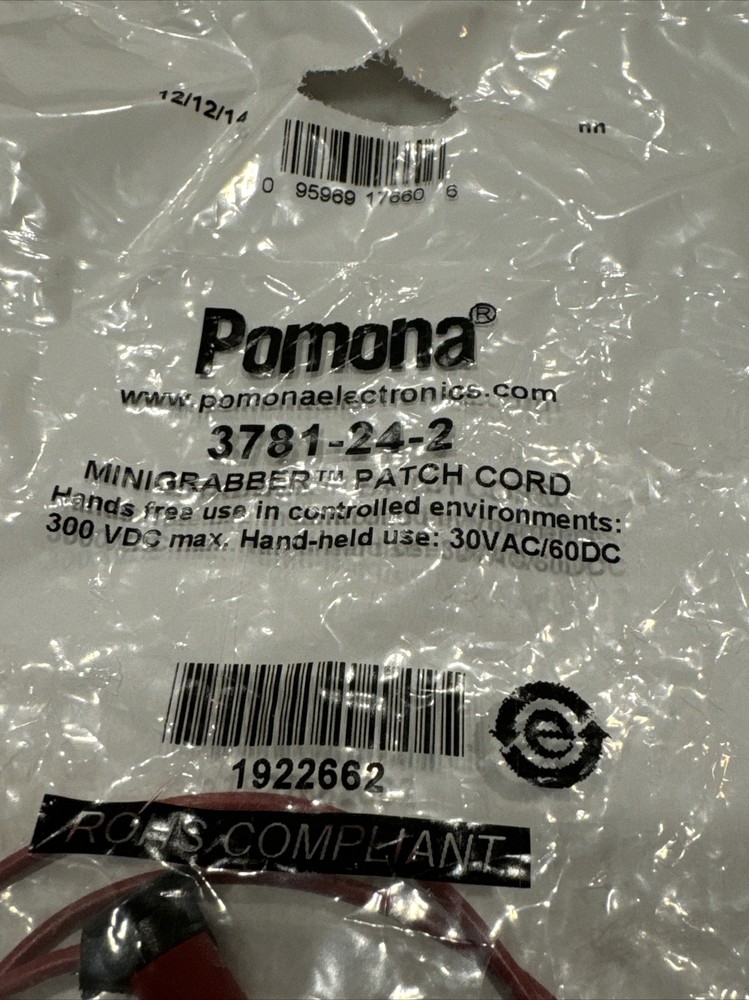 12/12/14
nn
0 95969 17660 6
Pomona®
www.pomonaelectronics.com
3781-24-2
MINIGRABBER™ PATCH CORD
Hands free use in controlled environments:
300 VDC max. Hand-held use: 30VAC/60DC
1922662
e
ROHS COMPLIANT